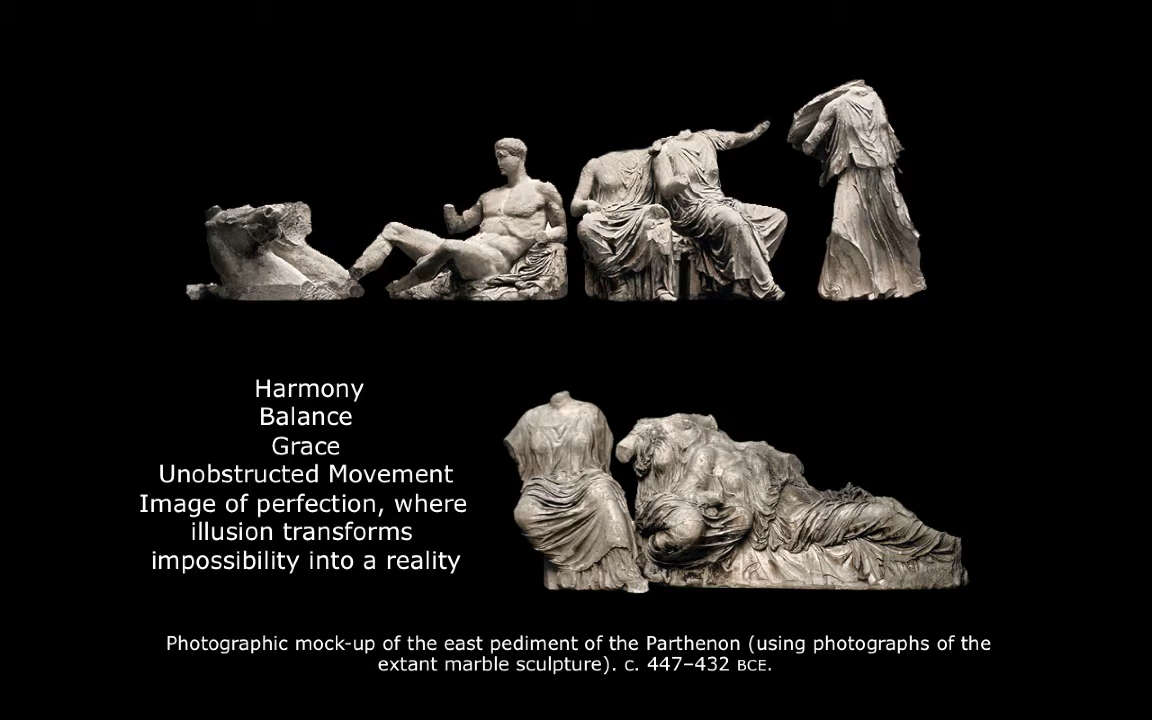 Harmony
Balance
Grace
Unobstructed Movement
Image of perfection, where
illusion transforms
impossibility into a reality
Photographic mock-up of the east pediment of the Parthenon (using photographs of the
extant marble sculpture). C. 447–432 BCE.